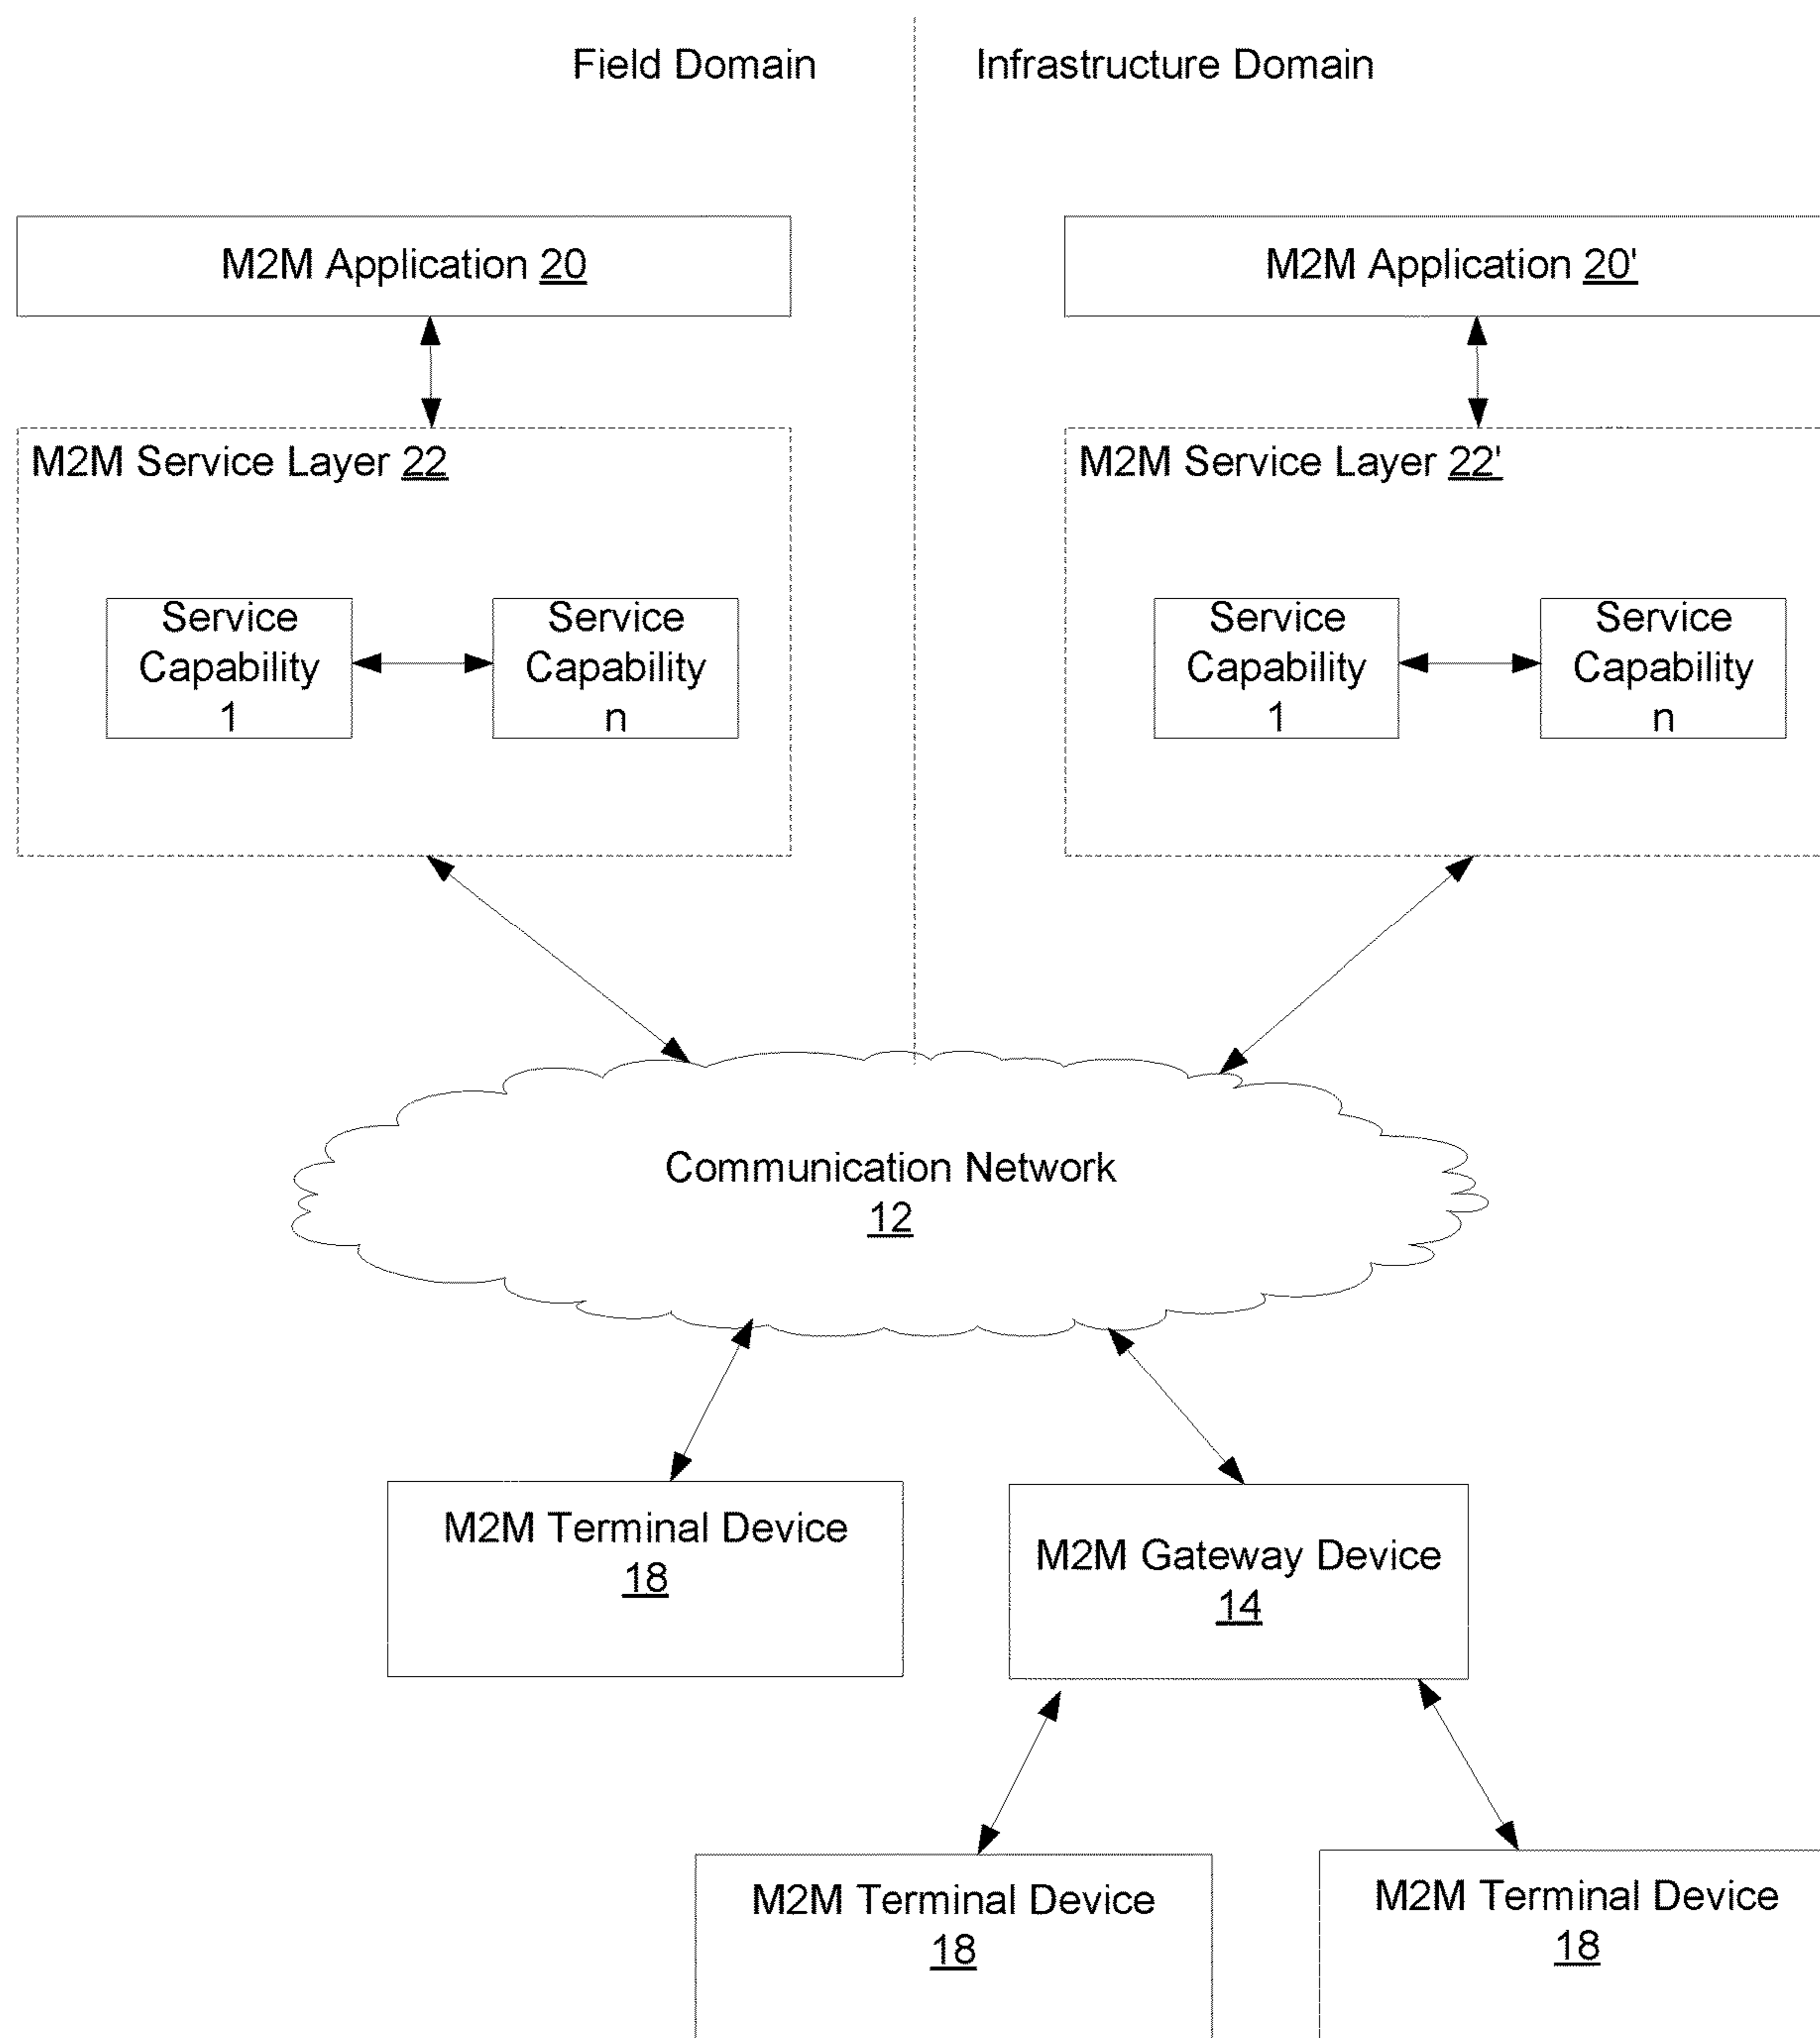 Field Domain
Infrastructure Domain
M2M Application 20
M2M Application 20'
M2M Service Layer 22
M2M Service Layer 22'
Service
Capability
1
Service
Capability
n
Service
Capability
1
Service
Capability
n
Communication Network
12
M2M Terminal Device
18
M2M Gateway Device
14
M2M Terminal Device
18
M2M Terminal Device
18